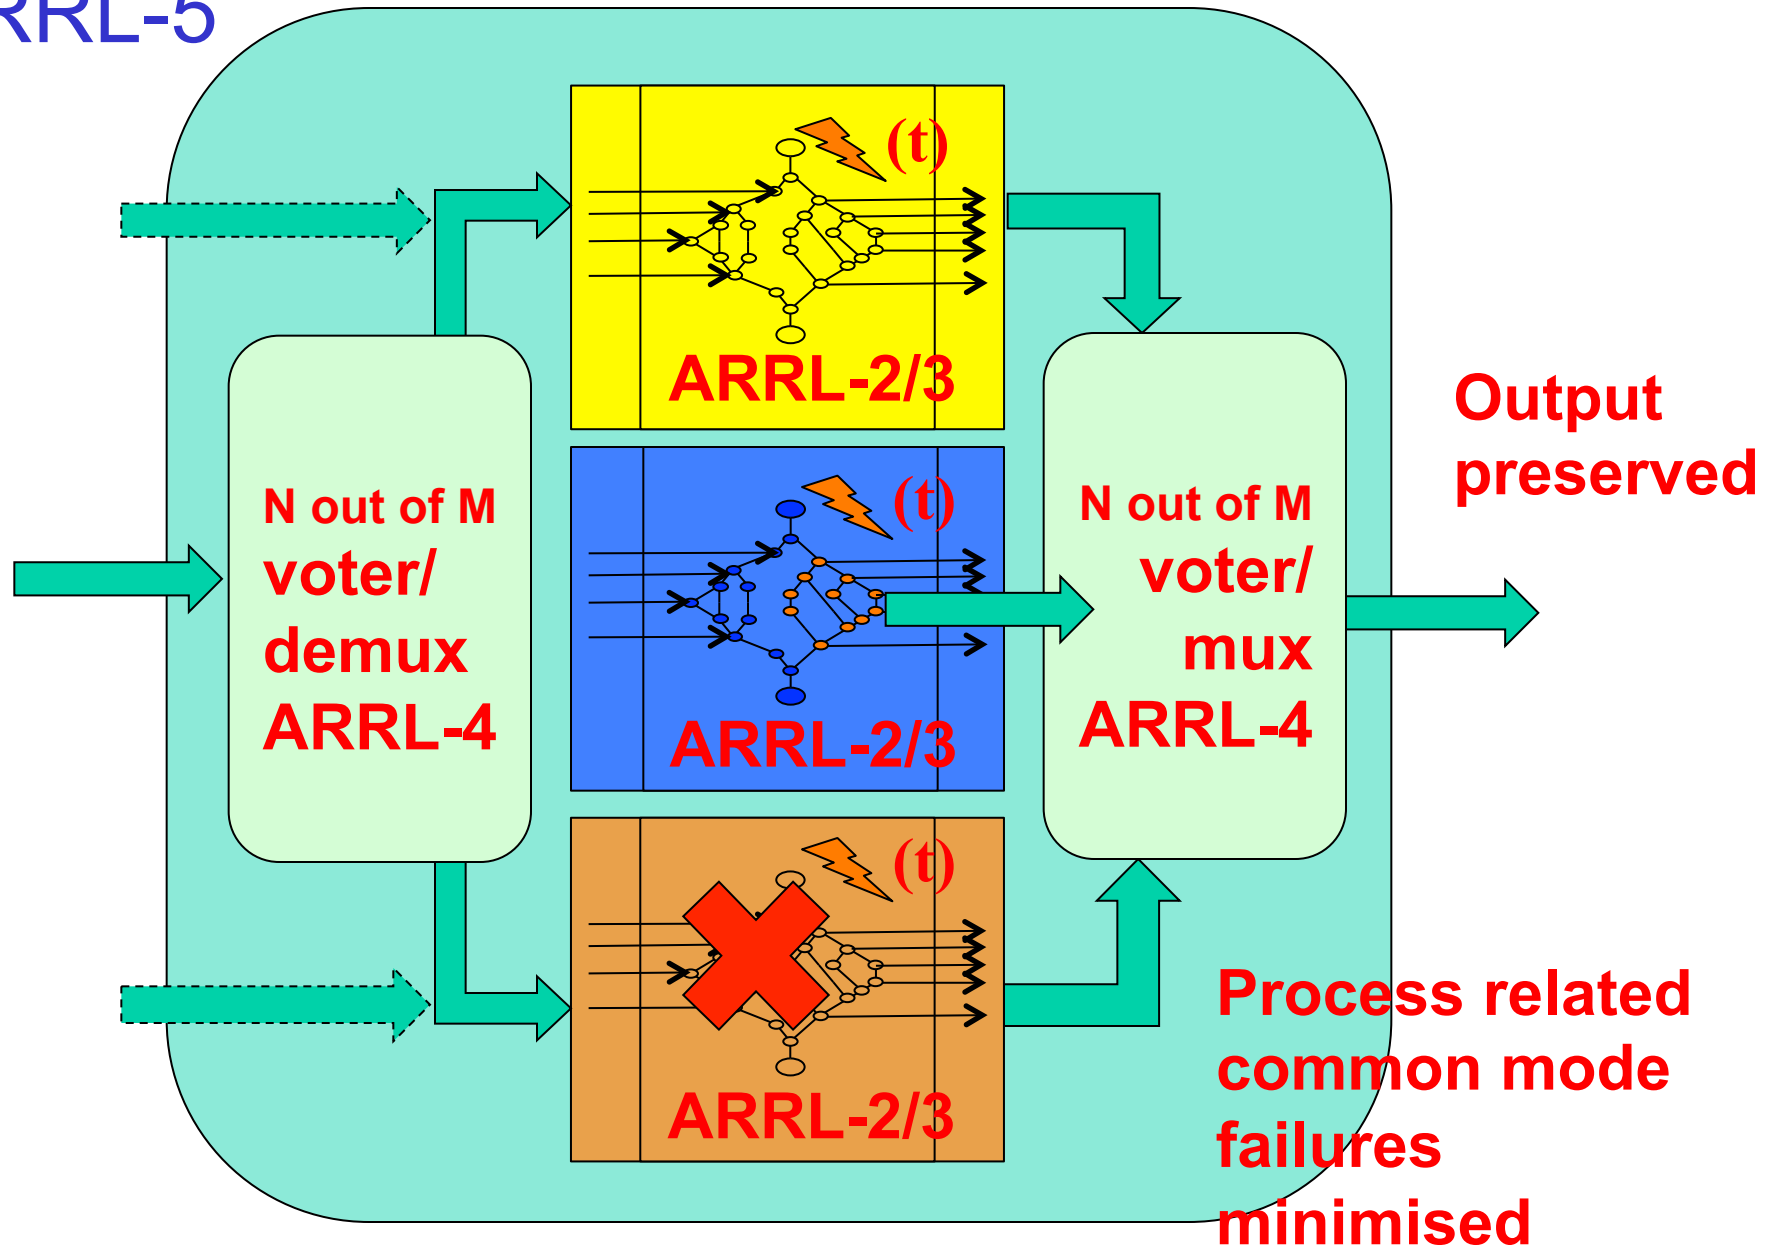 RRL-5
(t)
ARRL-2/3
N out of M
voter/
demux
ARRL-4
(t)
ARRL-2/3
(t)
ARRL-2/3
N out of M
voter/
mux
ARRL-4
Output
preserved
Process related
common mode
failures
minimised